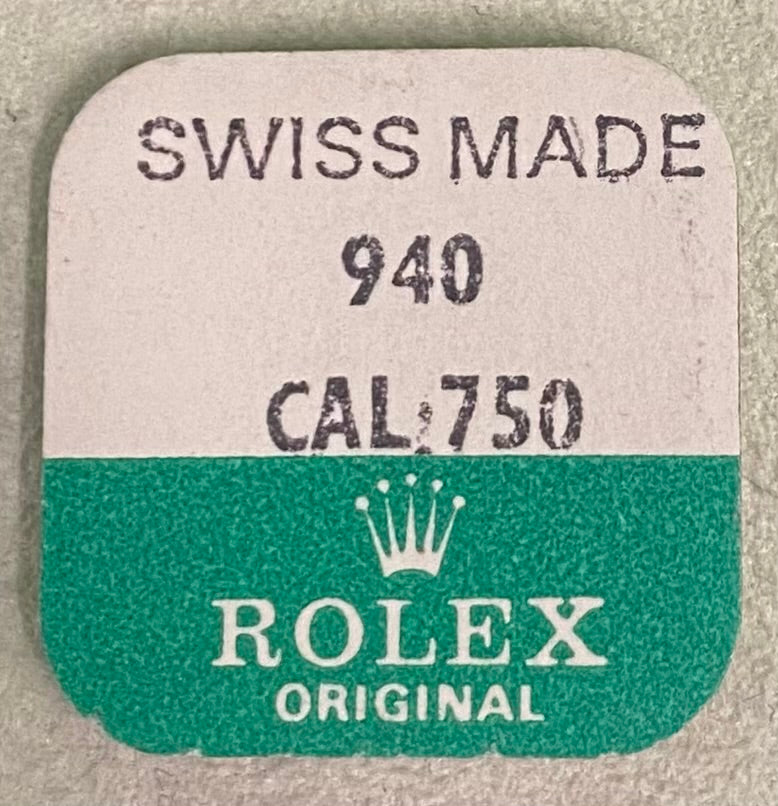 SWISS MADE
940
CAL. 750
ROLEX
ORIGINAL